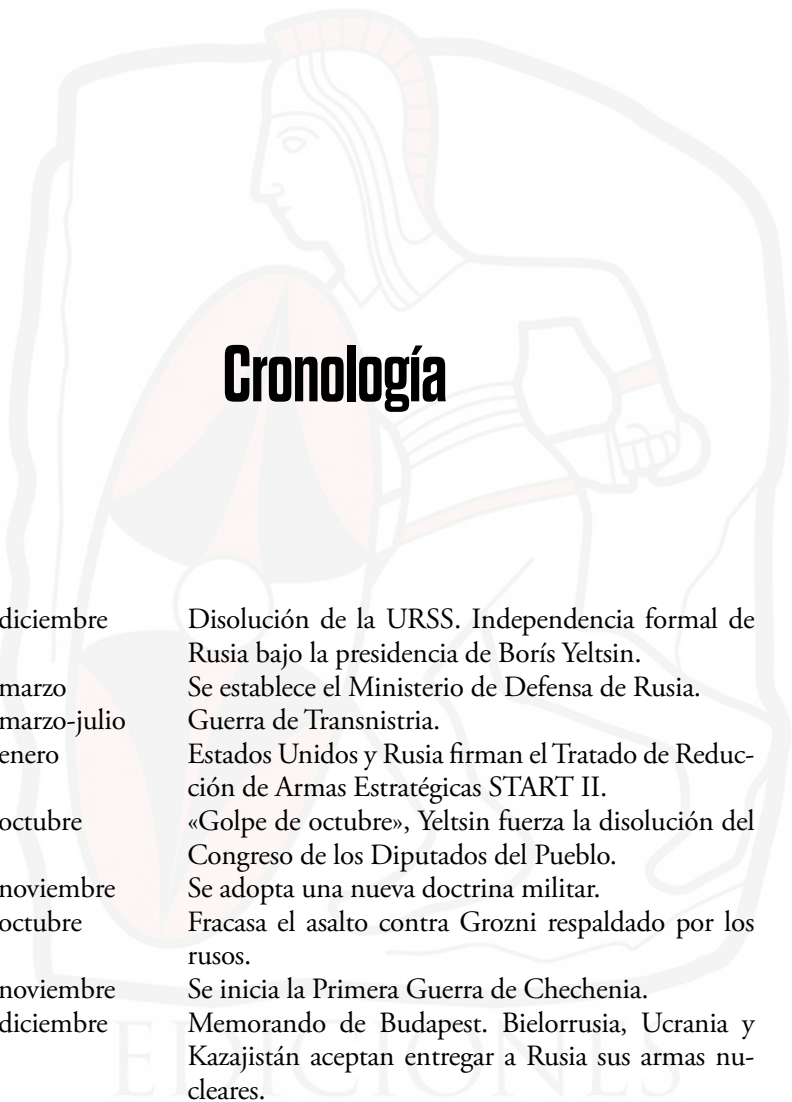 Cronología
diciembre Disolución de la URSS. Independencia formal de
Rusia bajo la presidencia de Borís Yeltsin.
marzo Se establece el Ministerio de Defensa de Rusia.
marzo-julio Guerra de Transnistria.
enero Estados Unidos y Rusia firman el Tratado de Reduc-
ción de Armas Estratégicas START II.
octubre «Golpe de octubre», Yeltsin fuerza la disolución del
Congreso de los Diputados del Pueblo.
noviembre Se adopta una nueva doctrina militar.
octubre Fracasa el asalto contra Grozni respaldado por los
rusos.
noviembre Se inicia la Primera Guerra de Chechenia.
diciembre Memorando de Budapest. Bielorrusia, Ucrania y
Kazajistán aceptan entregar a Rusia sus armas nu-
cleares.
EDICIONES